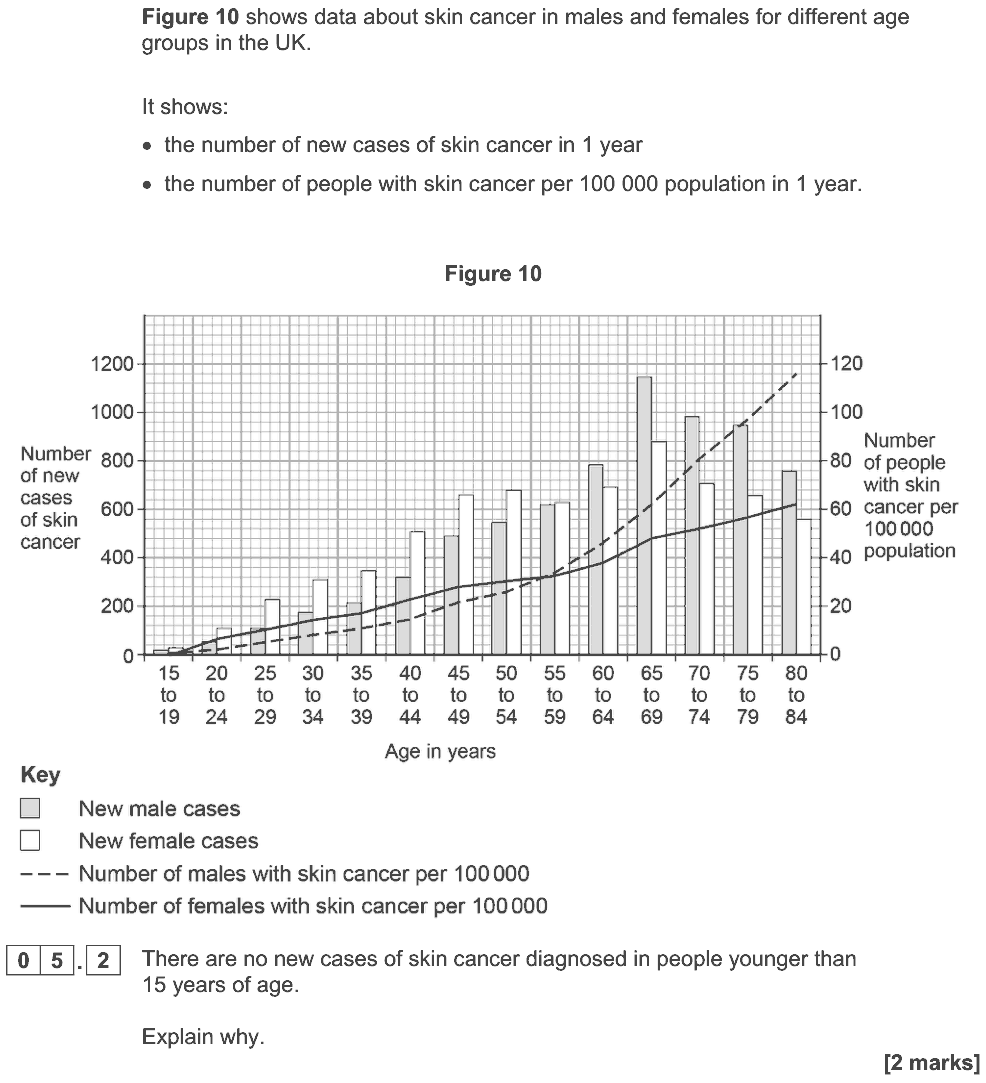 Figure 10 shows data about skin cancer in males and females for different age
groups in the UK.
It shows:
• the number of new cases of skin cancer in 1 year
• the number of people with skin cancer per 100 000 population in 1 year.
Figure 10
Number
of new
cases
of skin
cancer
1200
1000
800
600
400
200
0
120
100
80
60
40
20
0
Number
of people
with skin
cancer per
100 000
population
15 20 25 30 35 40 45 50 55 60 65 70 75 80
to to to to to to to to to to to to to to
19 24 29 34 39 44 49 54 59 64 69 74 79 84
Age in years
Key
New male cases
New female cases
Number of males with skin cancer per 100 000
Number of females with skin cancer per 100 000
0 5 . 2 There are no new cases of skin cancer diagnosed in people younger than
15 years of age.
Explain why.
[2 marks]